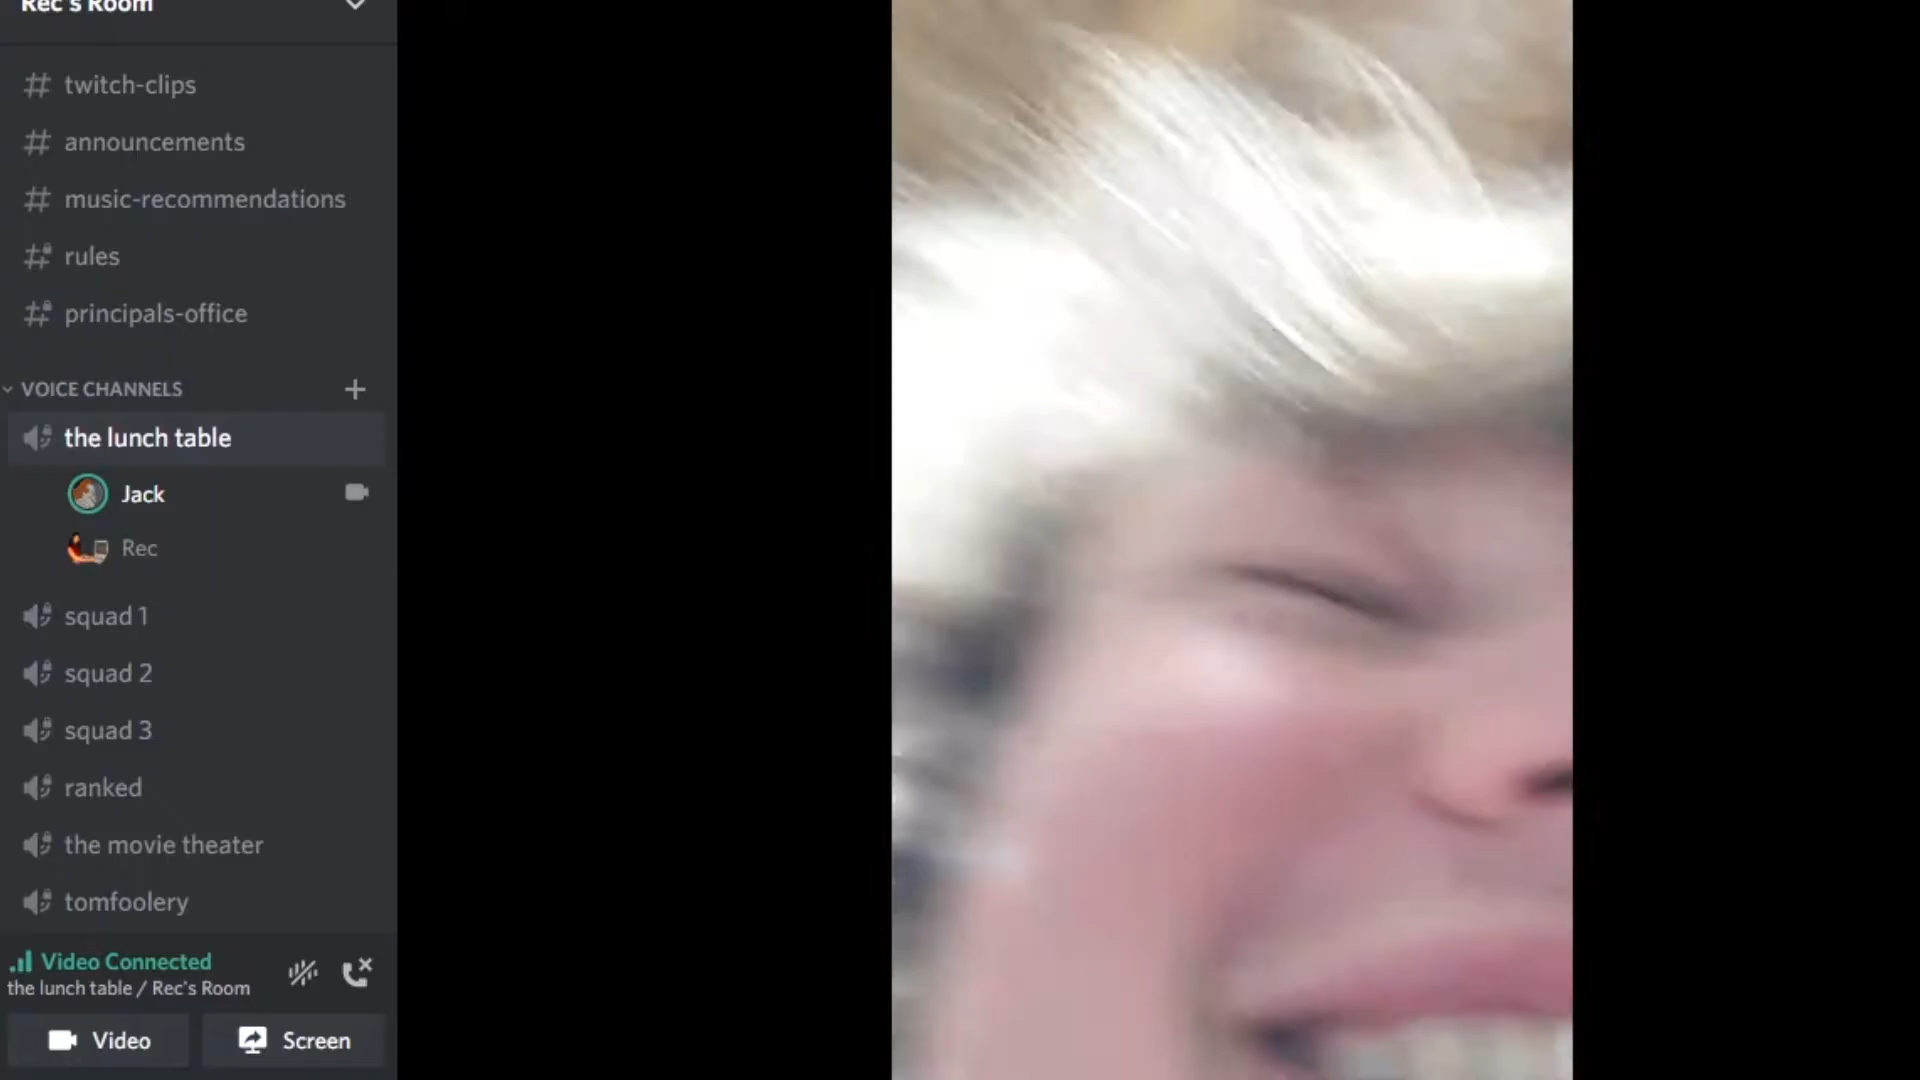 Rec's Room
twitch-clips
announcements
music-recommendations
rules
principals-office
VOICE CHANNELS
the lunch table
Jack
Rec
squad 1
squad 2
squad 3
ranked
the movie theater
tomfoolery
Video Connected
the lunch table / Rec's Room
Video
Screen